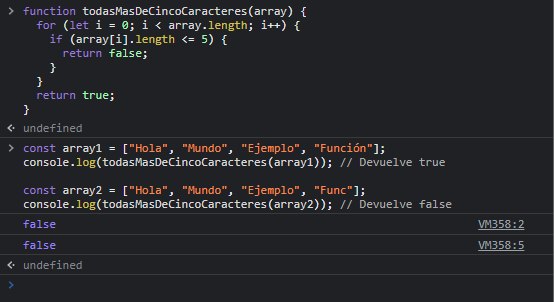 > function todasMasDeCincoCaracteres(array) {
    for (let i = 0; i < array.length; i++) {
      if (array[i].length <= 5) {
        return false;
      }
    }
    return true;
  }
<· undefined
> const array1 = ["Hola", "Mundo", "Ejemplo", "Función"];
  console.log(todasMasDeCincoCaracteres(array1)); // Devuelve true

  const array2 = ["Hola", "Mundo", "Ejemplo", "Func"];
  console.log(todasMasDeCincoCaracteres(array2)); // Devuelve false
  false VM358:2
  false VM358:5
<· undefined
>